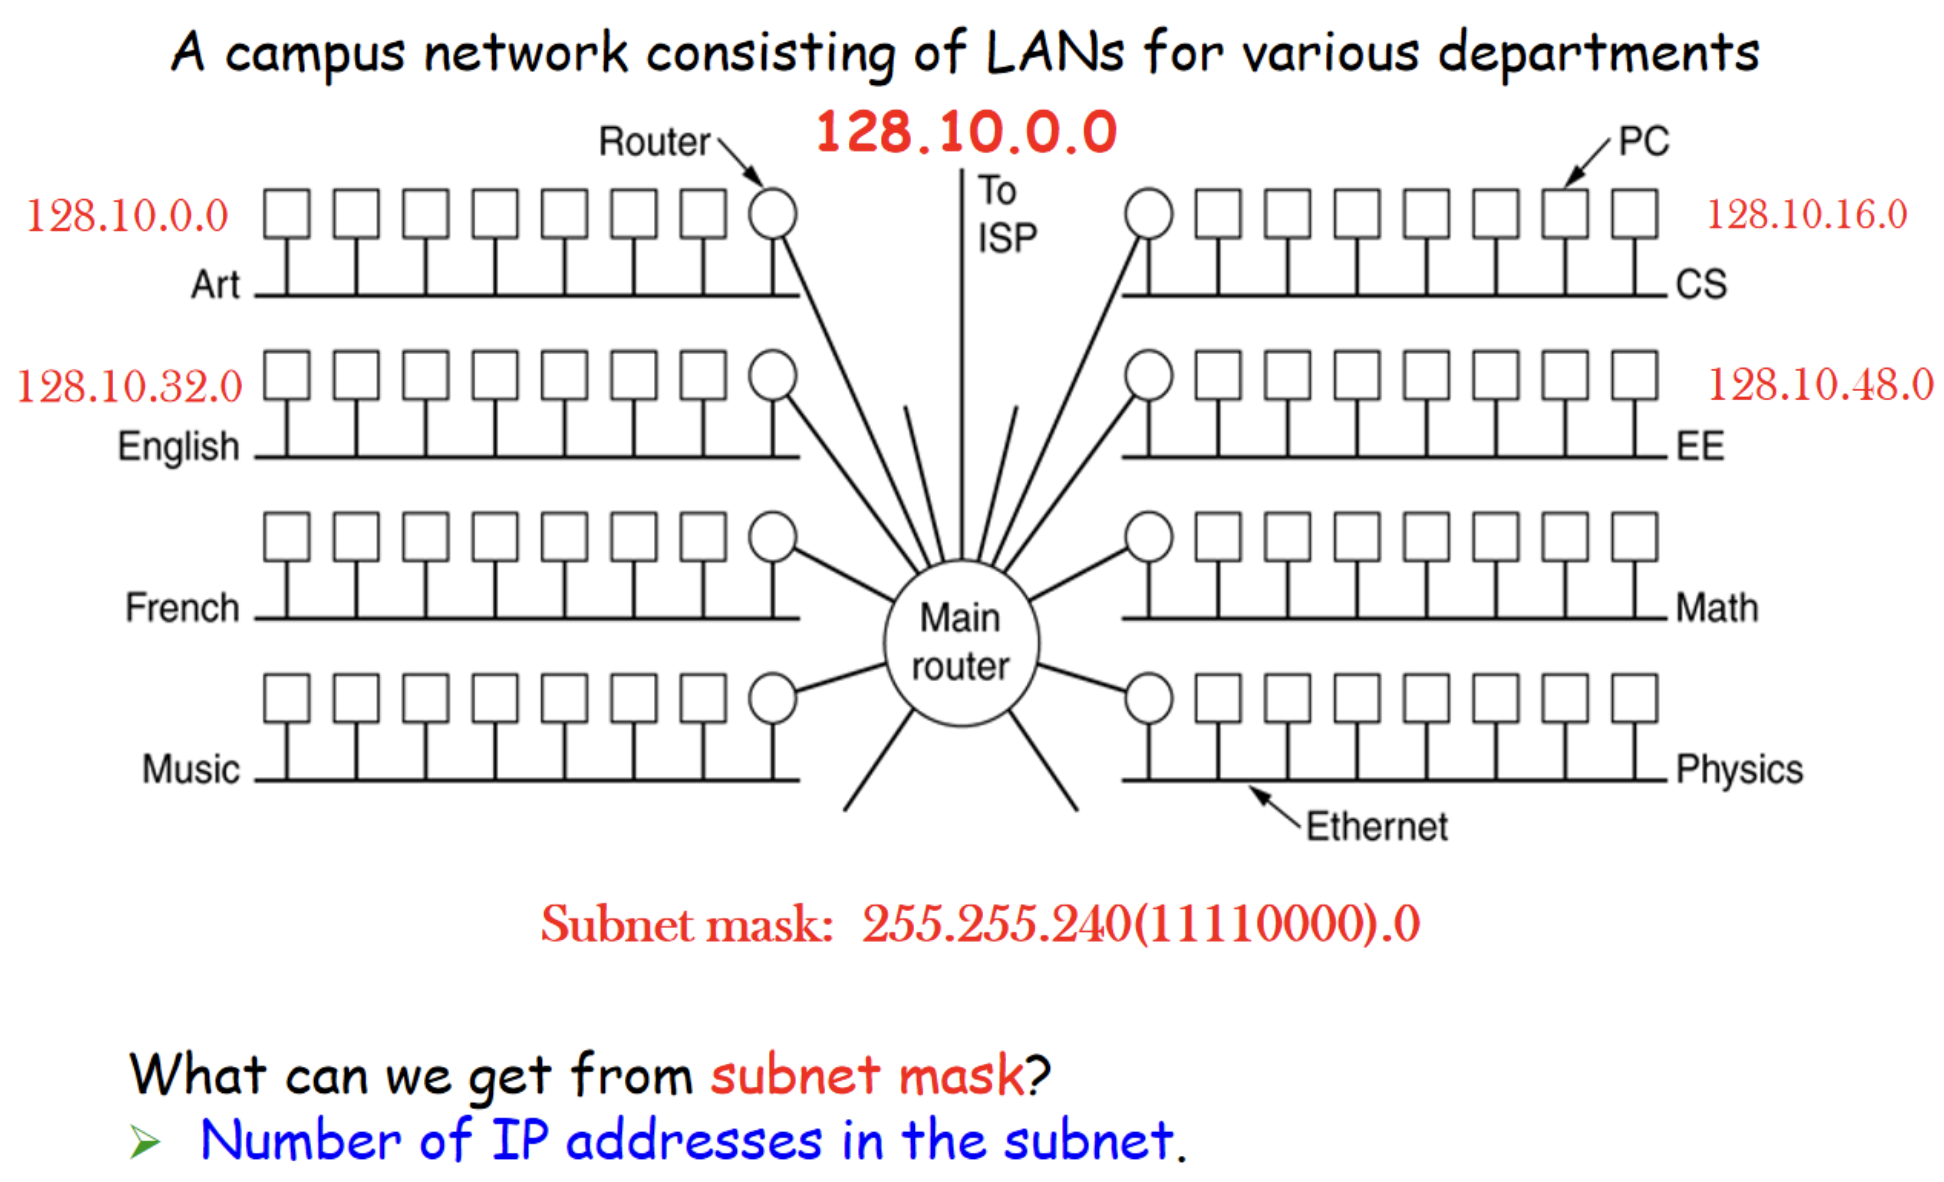 A campus network consisting of LANs for various departments
128.10.0.0
Router
PC
To
ISP
128.10.0.0
128.10.16.0
Art
CS
128.10.32.0
128.10.48.0
English
EE
French
Math
Main
router
Music
Physics
Ethernet
Subnet mask: 255.255.240(11110000).0
What can we get from subnet mask?
➢ Number of IP addresses in the subnet.